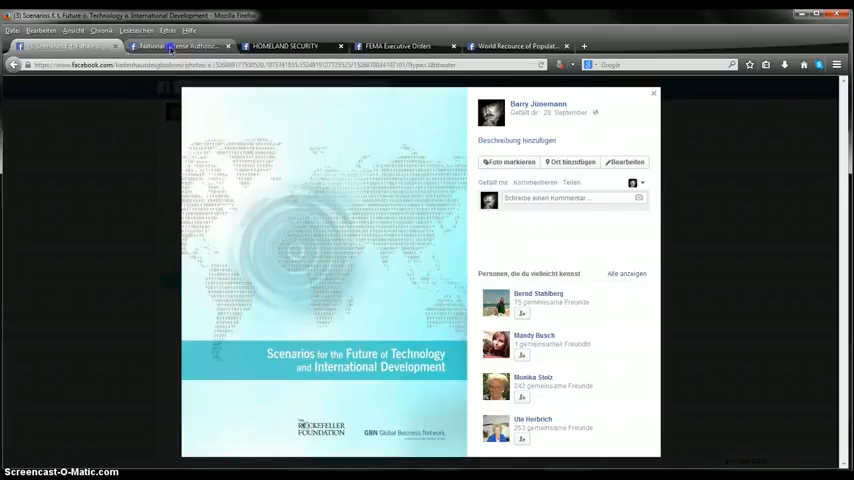 (3) Scenarios f. t. Future o. Technology a. International Development - Mozilla Firefox
Datei Bearbeiten Ansicht Chronik Lesezeichen Extras Hilfe
HOMELAND SECURITY FEMA Executive Orders World Recource of Populat...
Google
Barry Jünemann
Gefällt dir · 28. September ·
Beschreibung hinzufügen
Foto markieren Ort hinzufügen Bearbeiten
Gefällt mir · Kommentieren · Teilen
Schreibe einen Kommentar ...
Personen, die du vielleicht kennst Alle anzeigen
Bernd Stahlberg
75 gemeinsame Freunde
Mandy Busch
1 gemeinsame/r Freund/in
Monika Stolz
242 gemeinsame Freunde
Ute Herbrich
253 gemeinsame Freunde
Scenarios for the Future of Technology
and International Development
THE
ROCKEFELLER
FOUNDATION
GBN Global Business Network
Screencast-O-Matic.com